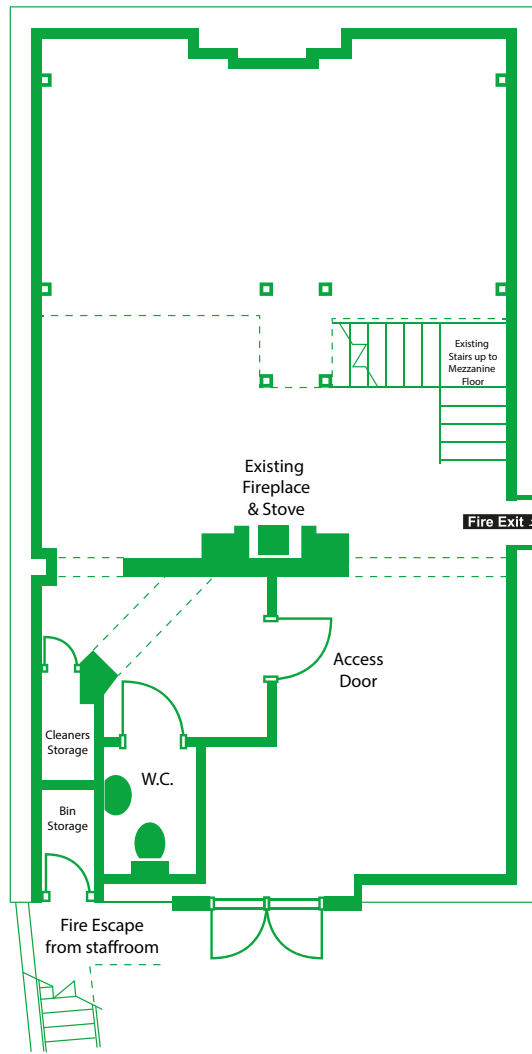 Existing
Stairs up to
Mezzanine
Floor
Existing
Fireplace
& Stove
Fire Exit
Access
Door
Cleaners
Storage
W.C.
Bin
Storage
Fire Escape
from staffroom